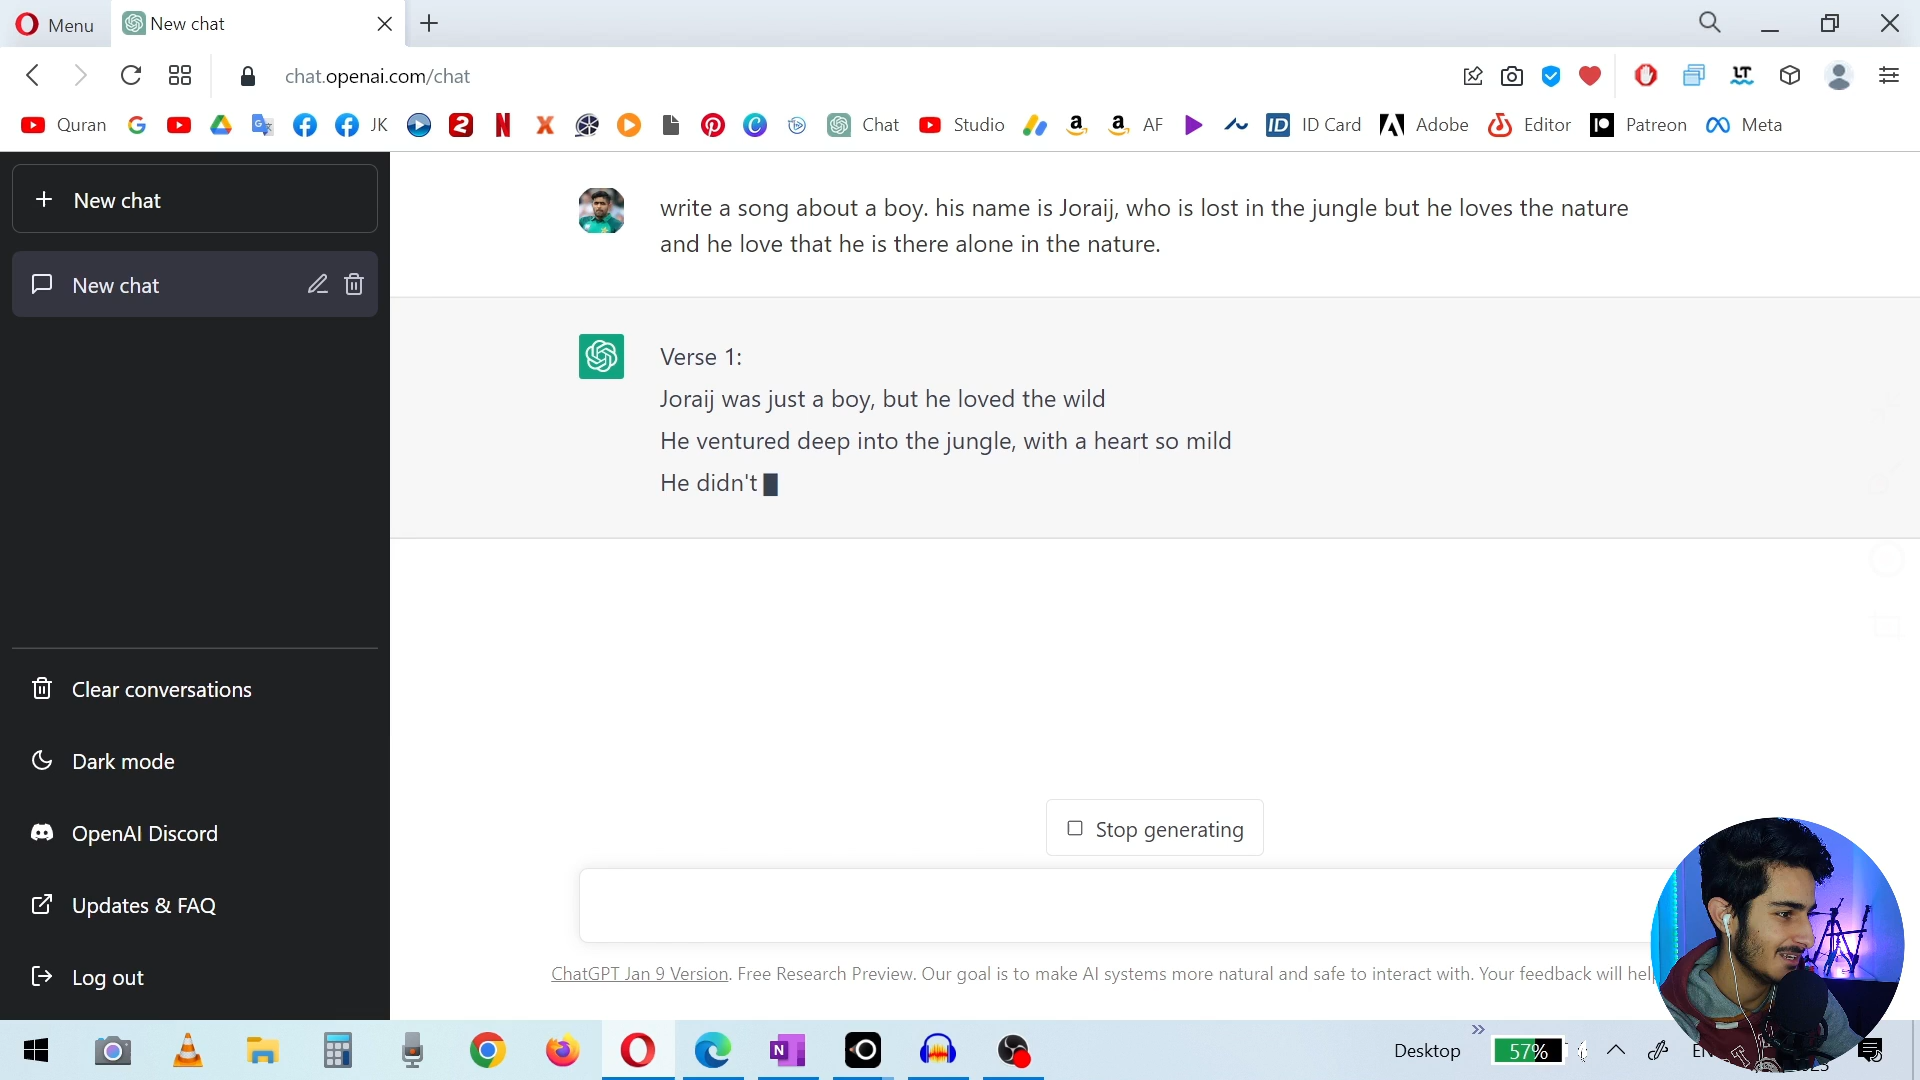 Menu
New chat
chat.openai.com/chat
LT
Quran
JK
2
N
X
Chat
Studio
a
a AF
ID ID Card
Adobe
Editor
Patreon
Meta
New chat
New chat
write a song about a boy. his name is Joraij, who is lost in the jungle but he loves the nature
and he love that he is there alone in the nature.
Verse 1:
Joraij was just a boy, but he loved the wild
He ventured deep into the jungle, with a heart so mild
He didn't
Clear conversations
Dark mode
OpenAI Discord
Updates & FAQ
Log out
Stop generating
ChatGPT Jan 9 Version. Free Research Preview. Our goal is to make AI systems more natural and safe to interact with. Your feedback will
N
Desktop
57%